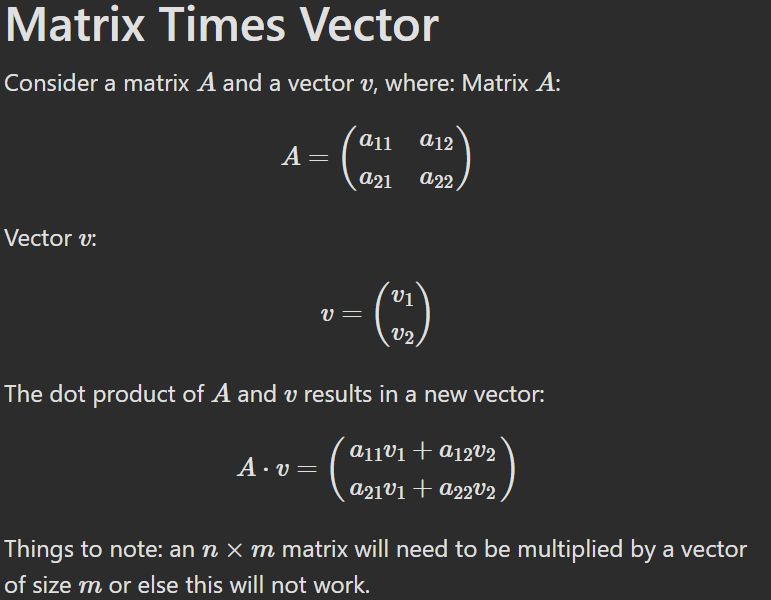 Matrix Times Vector
Consider a matrix A and a vector v, where: Matrix A:
A = \begin{pmatrix} a_{11} & a_{12} \\ a_{21} & a_{22} \end{pmatrix}
Vector v:
v = \begin{pmatrix} v_1 \\ v_2 \end{pmatrix}
The dot product of A and v results in a new vector:
A \cdot v = \begin{pmatrix} a_{11}v_1 + a_{12}v_2 \\ a_{21}v_1 + a_{22}v_2 \end{pmatrix}
Things to note: an n × m matrix will need to be multiplied by a vector
of size m or else this will not work.